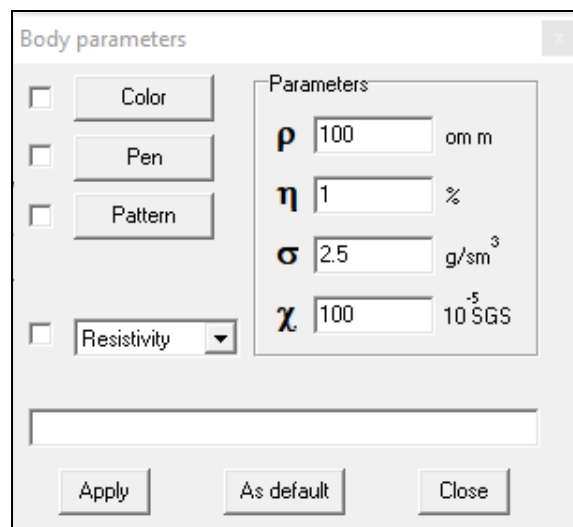 Body parameters
x
Color
Pen
Pattern
Resistivity
Parameters
ρ 100 om m
η 1 %
σ 2.5 g/sm³
χ 100 10⁻⁵ SGS
Apply As default Close